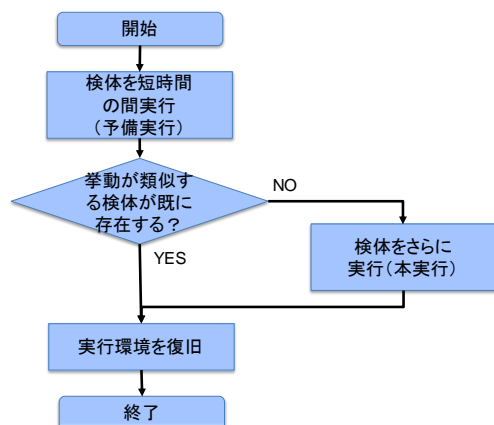 開始
検体を短時間
の間実行
（予備実行）
挙動が類似す
る検体が既に
存在する？
NO
YES
検体をさらに
実行（本実行）
実行環境を復旧
終了